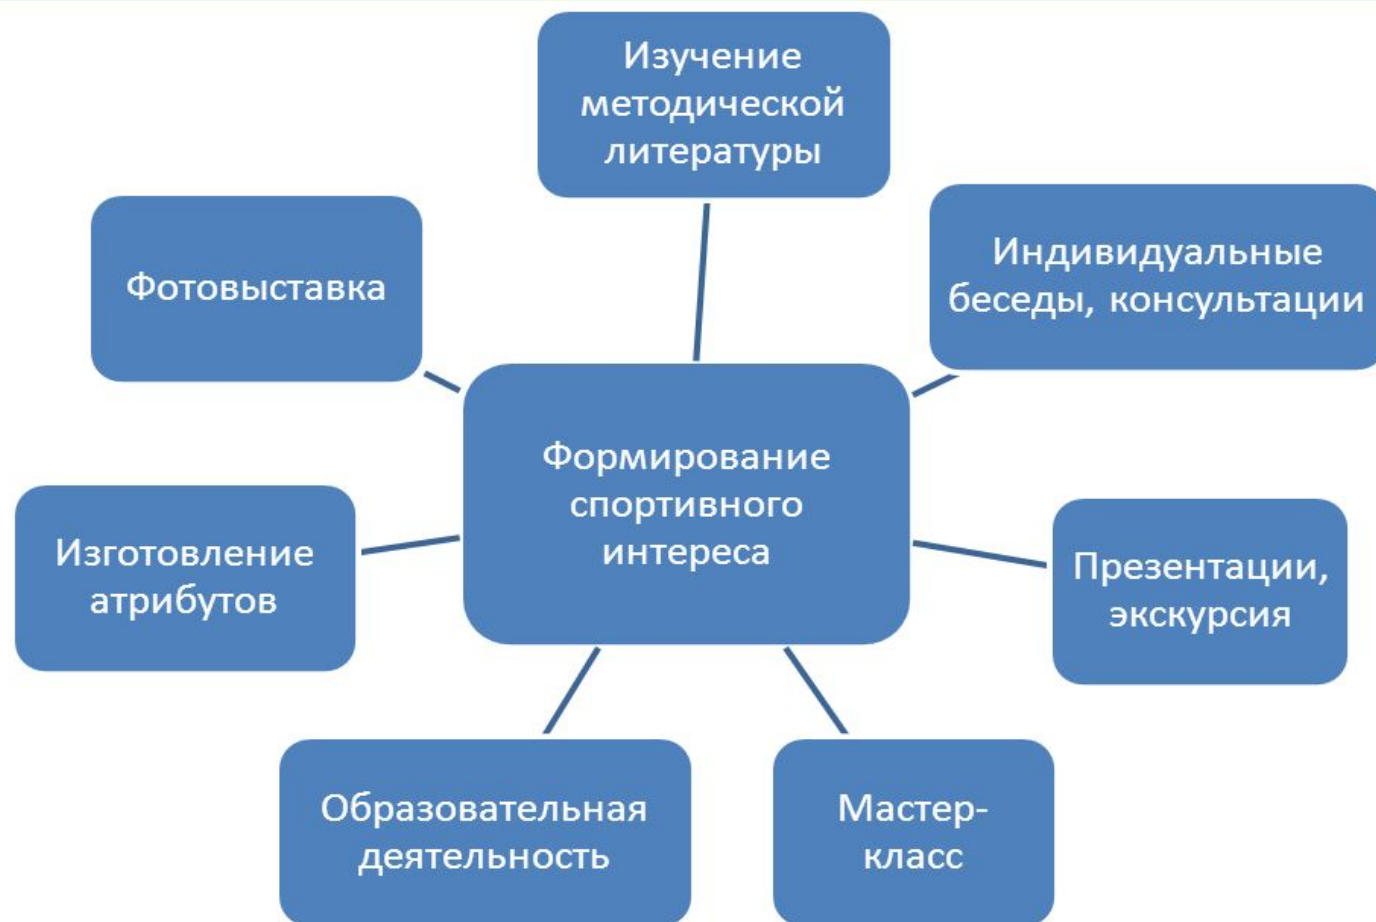 Изучение
методической
литературы
Индивидуальные
беседы, консультации
Фотовыставка
Формирование
спортивного
интереса
Изготовление
атрибутов
Презентации,
экскурсия
Образовательная
деятельность
Мастер-
класс